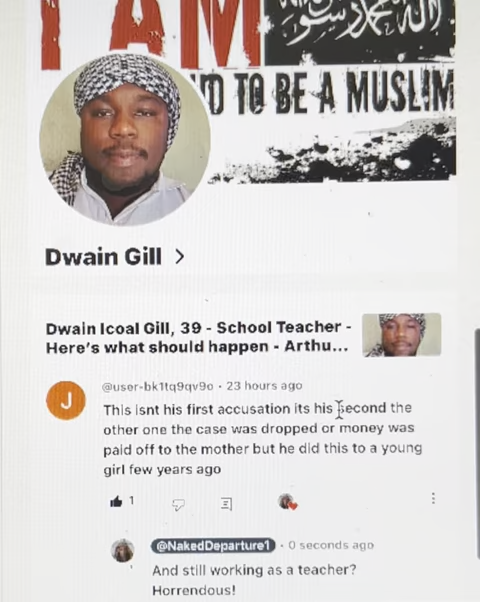 I AM
'D TO BE A MUSLIM
Dwain Gill >
Dwain Icoal Gill, 39 - School Teacher -
Here's what should happen - Arthu...
J
@user-bk1tq9qv9o · 23 hours ago
This isnt his first accusation its his second the
other one the case was dropped or money was
paid off to the mother but he did this to a young
girl few years ago
1
@NakedDeparture1 · 0 seconds ago
And still working as a teacher?
Horrendous!